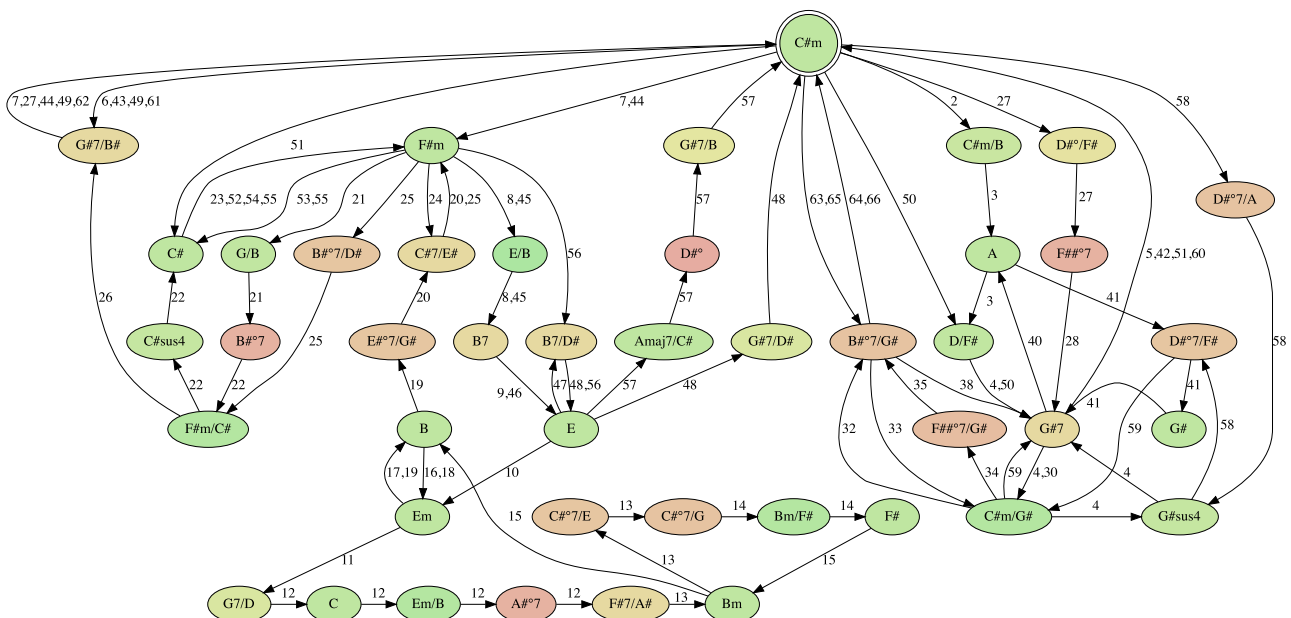 C#m
7,27,44,49,62
6,43,49,61
7,44
57
2
27
58
G#7/B#
51
F#m
G#7/B
C#m/B
D#°/F#
D#°7/A
23,52,54,55
53,55
21
25
24
20,25
8,45
57
48
63,65
64,66
50
3
27
C#
G/B
B#°7/D#
C#7/E#
E/B
56
D#°
A
F##°7
5,42,51,60
26
22
21
20
8,45
57
3
41
C#sus4
B#°7
25
E#°7/G#
B7
B7/D#
Amaj7/C#
G#7/D#
B#°7/G#
D/F#
40
28
D#°7/F#
58
22
22
19
9,46
47
48,56
57
48
35
38
4,50
41
41
F#m/C#
B
E
32
33
F##°7/G#
G#7
59
G#
58
17,19
16,18
10
34
59
4,30
4
Em
15
C#°7/E
13
C#°7/G
14
Bm/F#
14
F#
C#m/G#
4
G#sus4
11
13
15
G7/D
12
C
12
Em/B
12
A#°7
12
F#7/A#
13
Bm